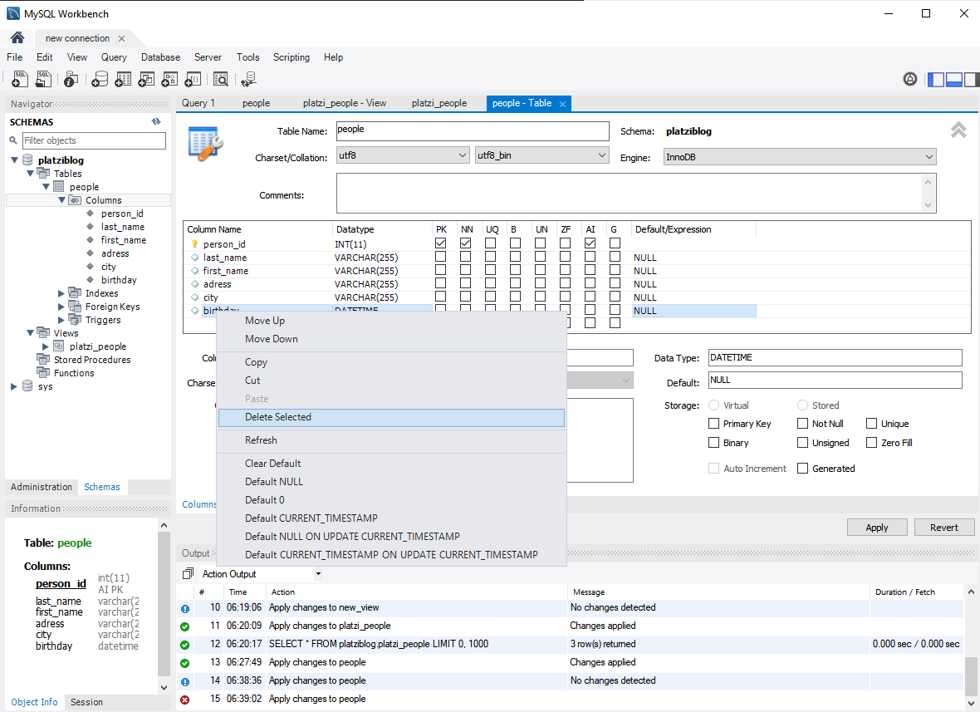 MySQL Workbench
new connection
File Edit View Query Database Server Tools Scripting Help
Navigator
SCHEMAS
Filter objects
platziblog
Tables
people
Columns
person_id
last_name
first_name
adress
city
birthday
Indexes
Foreign Keys
Triggers
Views
platzi_people
Stored Procedures
Functions
sys
Administration Schemas
Information
Table: people
Columns:
person_id int(11)
AI PK
last_name varchar(2
first_name varchar(2
adress varchar(2
city varchar(2
birthday datetime
Object Info Session
Query 1 people platzi_people - View platzi_people people - Table
Table Name: people Schema: platziblog
Charset/Collation: utf8 utf8_bin Engine: InnoDB
Comments:
Column Name Datatype PK NN UQ B UN ZF AI G Default/Expression
person_id INT(11)
last_name VARCHAR(255) NULL
first_name VARCHAR(255) NULL
adress VARCHAR(255) NULL
city VARCHAR(255) NULL
birthday DATETIME NULL
Move Up
Move Down
Copy
Cut
Paste
Delete Selected
Refresh
Clear Default
Default NULL
Default 0
Default CURRENT_TIMESTAMP
Default NULL ON UPDATE CURRENT_TIMESTAMP
Default CURRENT_TIMESTAMP ON UPDATE CURRENT_TIMESTAMP
Colu Data Type: DATETIME
Charse Default: NULL
Storage: Virtual Stored
Primary Key Not Null Unique
Binary Unsigned Zero Fill
Auto Increment Generated
Columns
Apply Revert
Output
Action Output
# Time Action Message Duration / Fetch
10 06:19:06 Apply changes to new_view No changes detected
11 06:20:09 Apply changes to platzi_people Changes applied
12 06:20:17 SELECT * FROM platziblog.platzi_people LIMIT 0, 1000 3 row(s) returned 0.000 sec / 0.000 sec
13 06:27:49 Apply changes to people Changes applied
14 06:38:36 Apply changes to people No changes detected
15 06:39:02 Apply changes to people